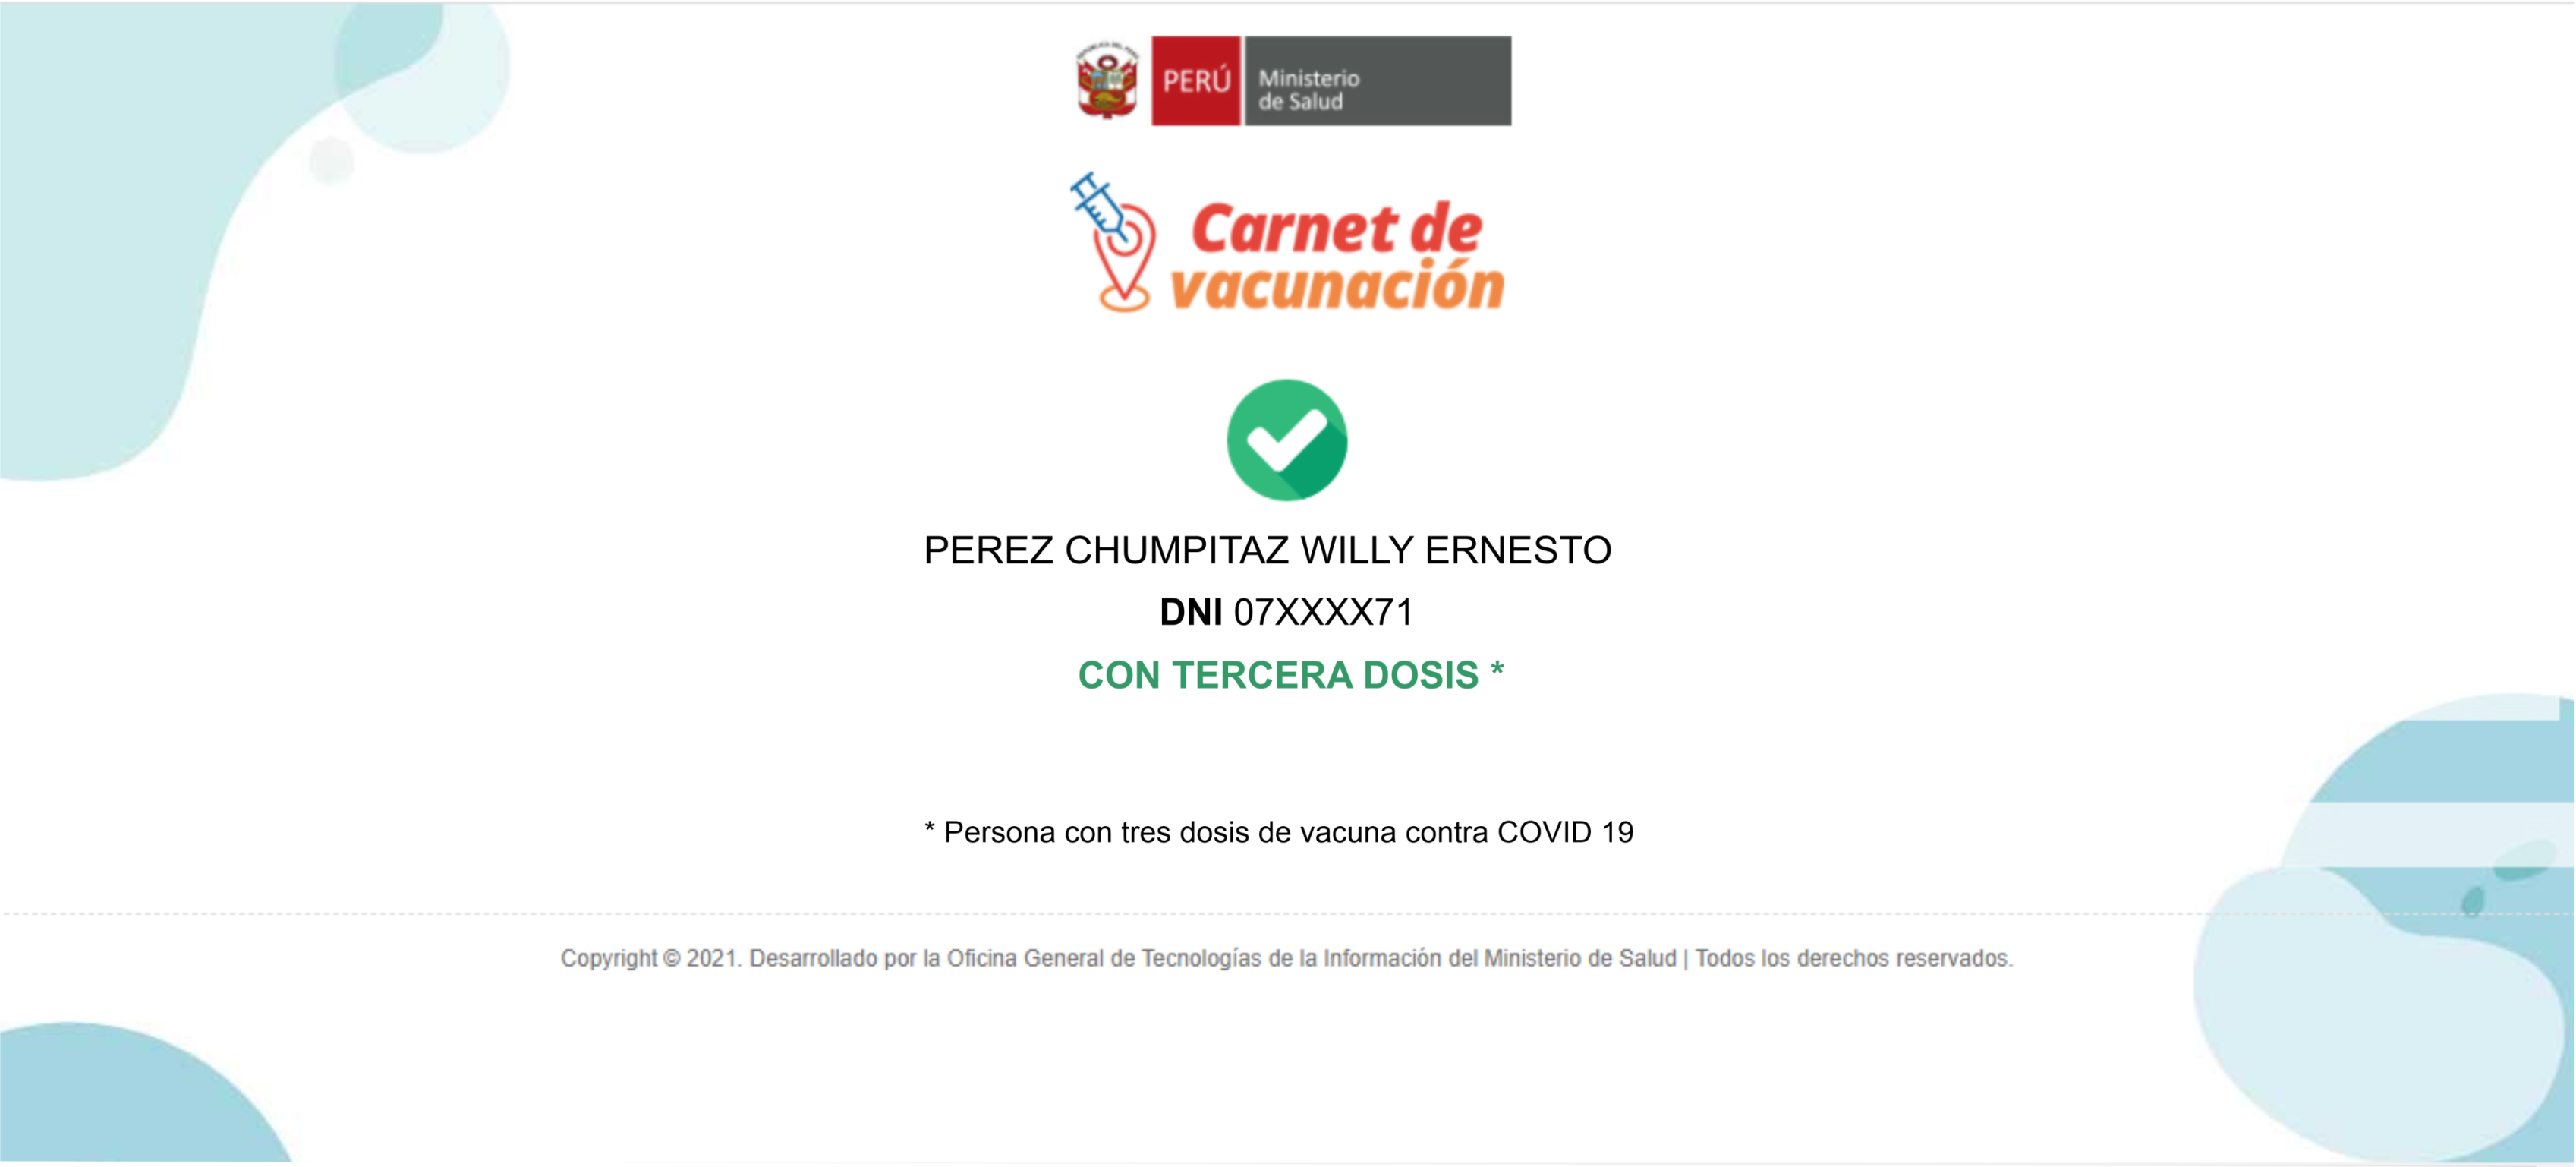 PERÚ
Ministerio
de Salud
Carnet de
vacunación
PEREZ CHUMPITAZ WILLY ERNESTO
DNI 07XXXX71
CON TERCERA DOSIS *
* Persona con tres dosis de vacuna contra COVID 19
Copyright © 2021. Desarrollado por la Oficina General de Tecnologías de la Información del Ministerio de Salud | Todos los derechos reservados.